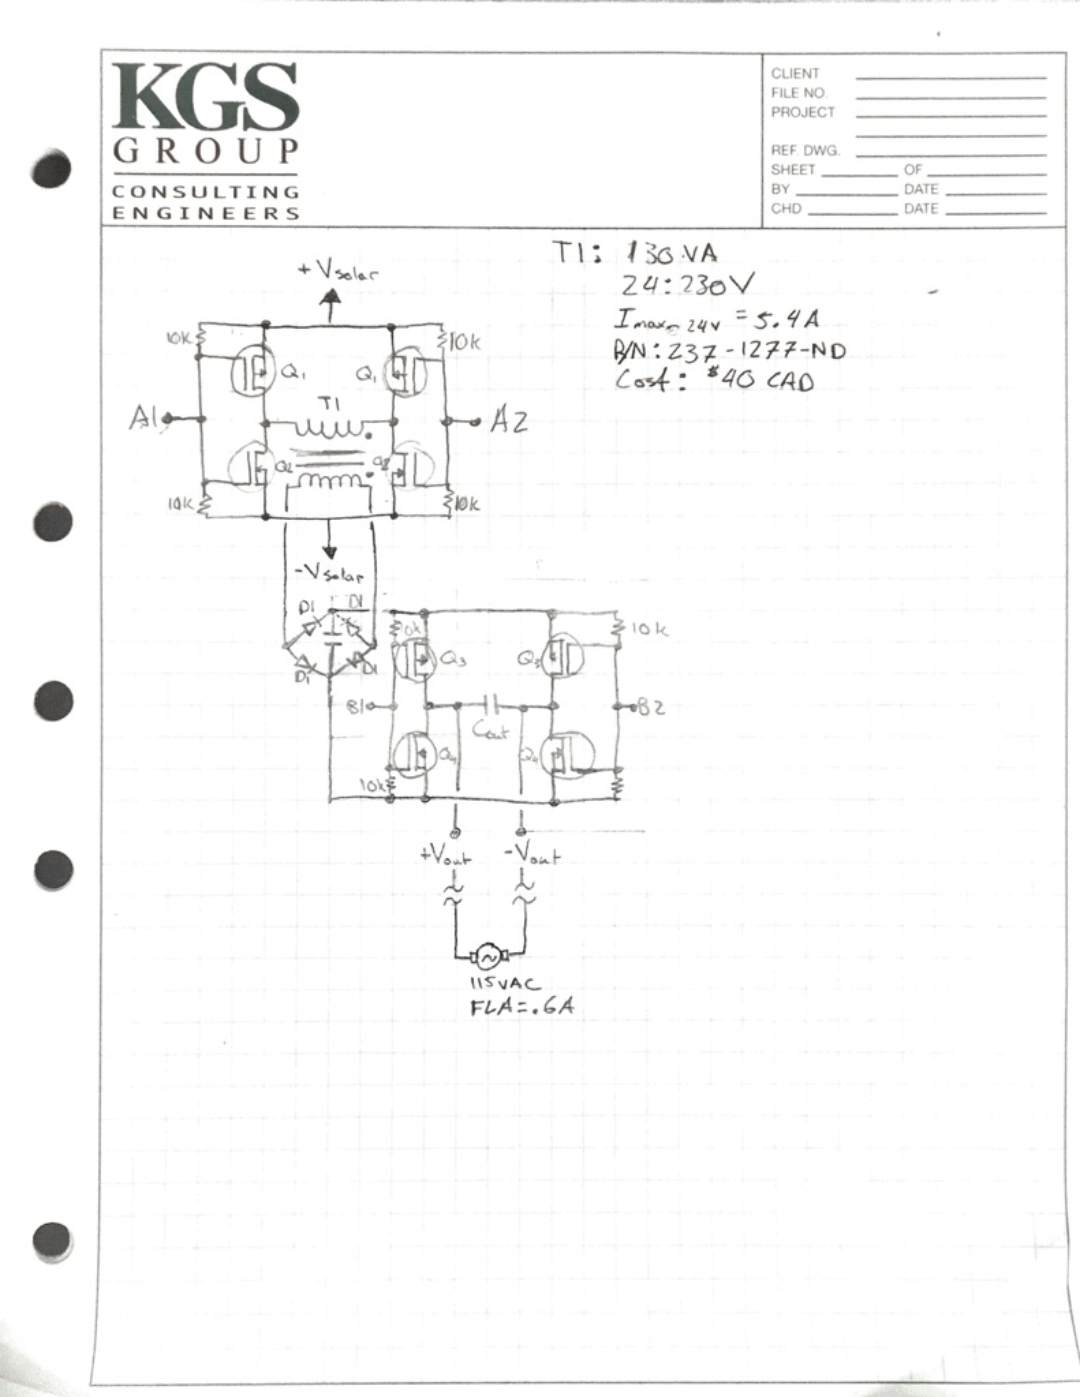 KGS
GROUP
CONSULTING
ENGINEERS
CLIENT
FILE NO.
PROJECT
REF. DWG.
SHEET OF
BY DATE
CHD DATE
T1: 130 VA
24:230V
Imax@24V = 5.4A
P/N: 237-1277-ND
Cost: $40 CAD
+Vsolar
10k
10k
Q1
Q1
T1
A1
A2
Q2
Q2
10k
10k
-Vsolar
D1
D1
10k
10k
D1
D1
Q3
Q3
B1
B2
Cout
Q4
Q4
10k
+Vout
-Vout
115VAC
FLA=.6A